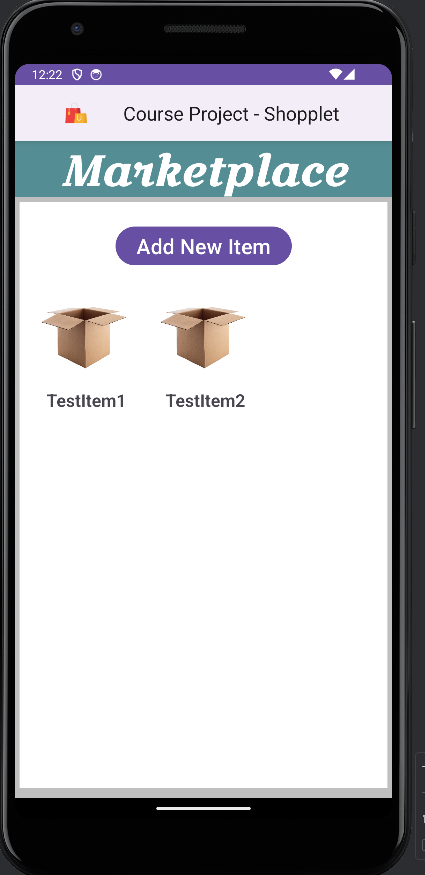 12:22
Course Project - Shopplet
Marketplace
Add New Item
TestItem1 TestItem2